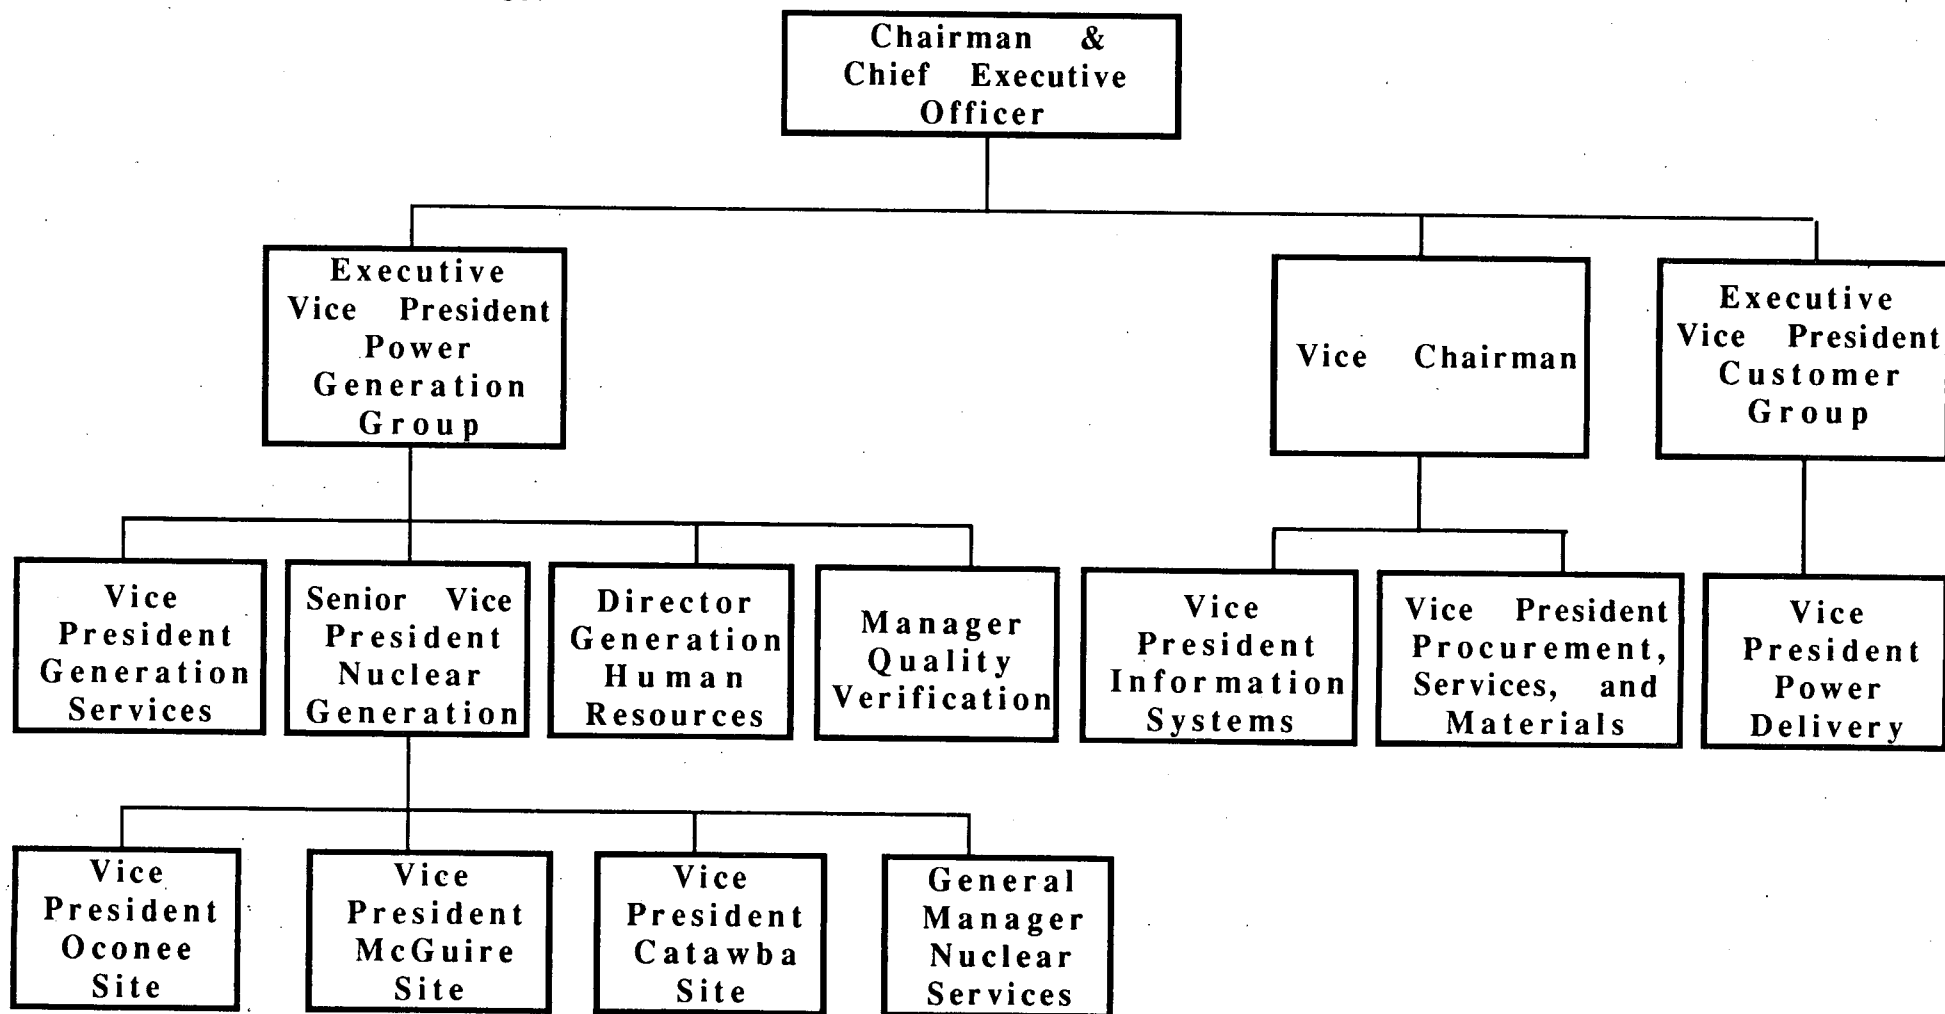 Chairman &
Chief Executive
Officer
Executive
Vice President
Power
Generation
Group
Vice Chairman
Executive
Vice President
Customer
Group
Vice
President
Generation
Services
Senior Vice
President
Nuclear
Generation
Director
Generation
Human
Resources
Manager
Quality
Verification
Vice
President
Information
Systems
Vice President
Procurement,
Services, and
Materials
Vice
President
Power
Delivery
Vice
President
Oconee
Site
Vice
President
McGuire
Site
Vice
President
Catawba
Site
General
Manager
Nuclear
Services